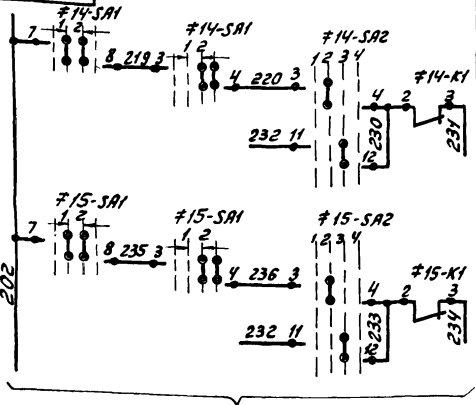 ≠14-SA1
7 1 2
8 219 3
≠14-SA1
1 2
4 220 3
≠14-SA2
1 2 3 4
232 11
4 2
230
12
≠14-K1
3
231
≠15-SA1
7 1 2
8 235 3
≠15-SA1
1 2
4 236 3
≠15-SA2
1 2 3 4
232 11
4 2
233
12
≠15-K1
3
234
202